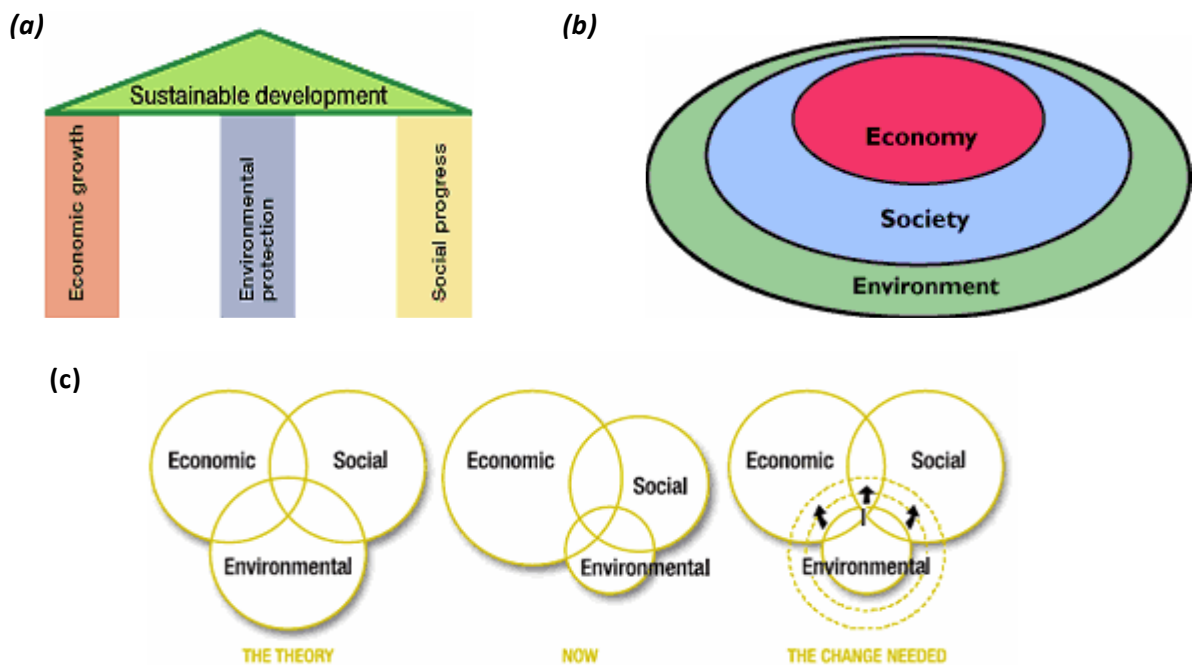 (a)
Sustainable development
Economic growth
Environmental
protection
Social progress
(b)
Economy
Society
Environment
(c)
Economic
Social
Environmental
THE THEORY
Economic
Social
Environmental
NOW
Economic
Social
Environmental
THE CHANGE NEEDED